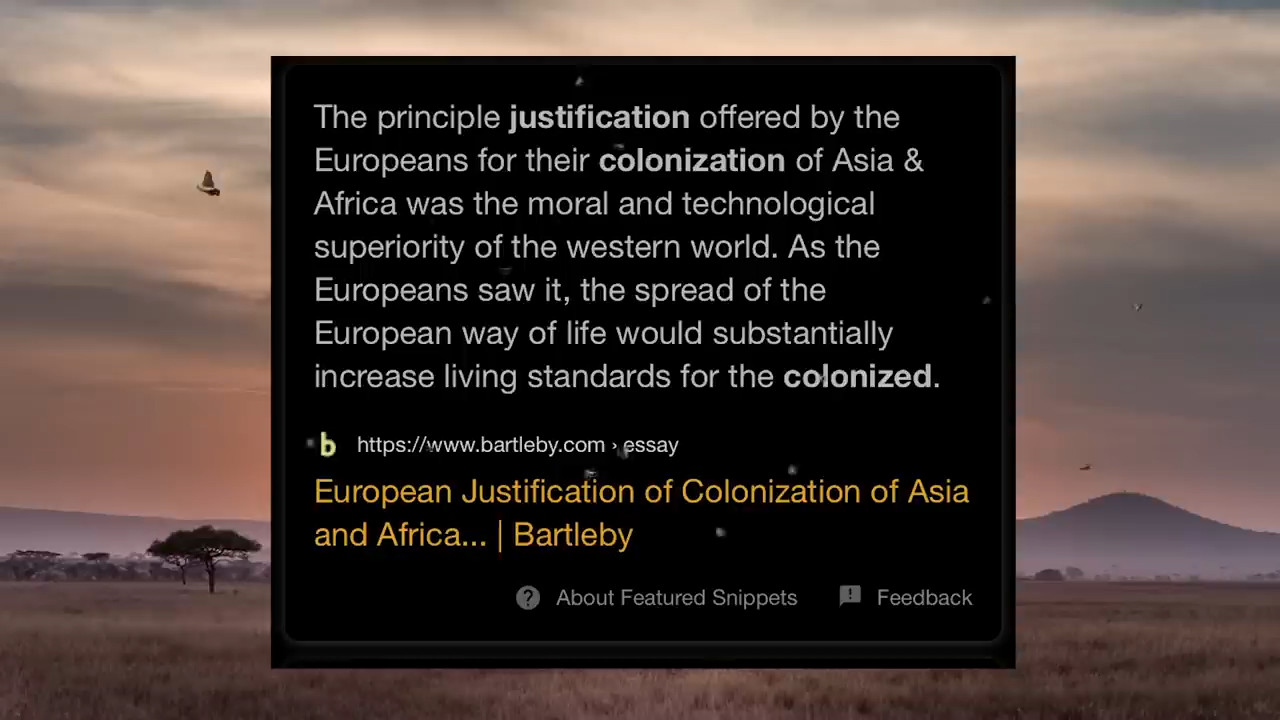 The principle justification offered by the
Europeans for their colonization of Asia &
Africa was the moral and technological
superiority of the western world. As the
Europeans saw it, the spread of the
European way of life would substantially
increase living standards for the colonized.
b https://www.bartleby.com › essay
European Justification of Colonization of Asia
and Africa... | Bartleby
About Featured Snippets Feedback